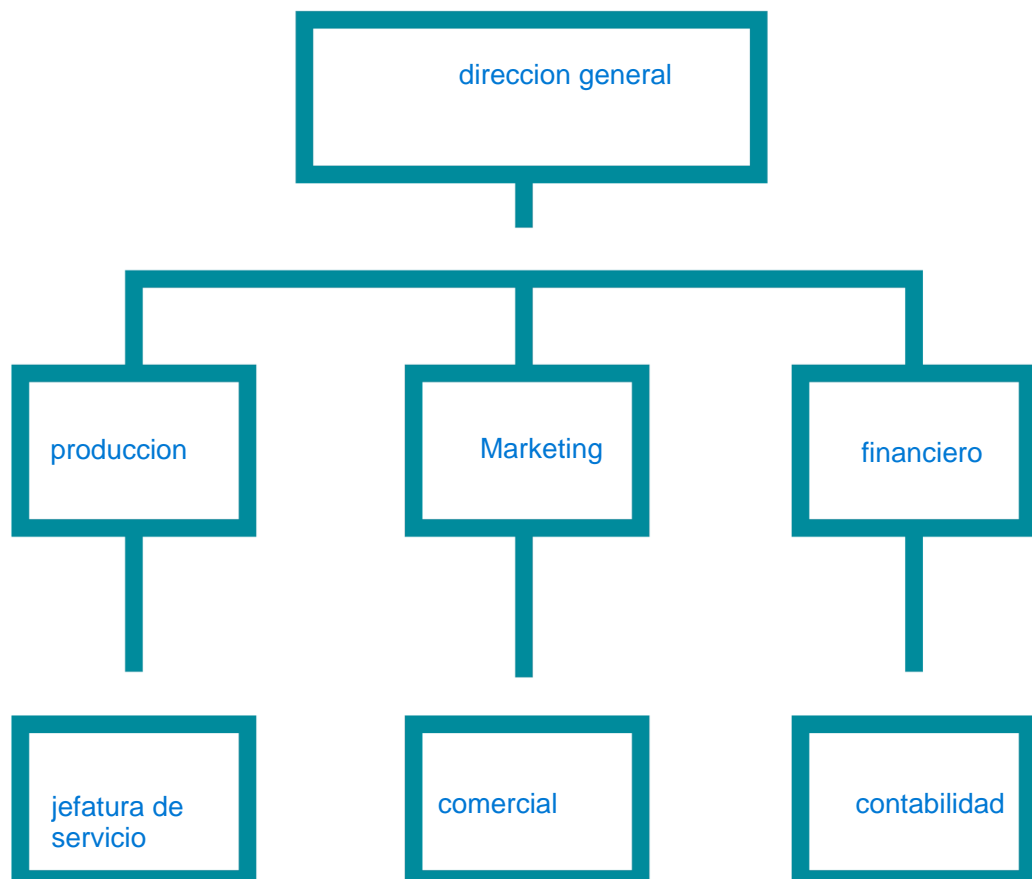 direccion general
produccion
Marketing
financiero
jefatura de
servicio
comercial
contabilidad